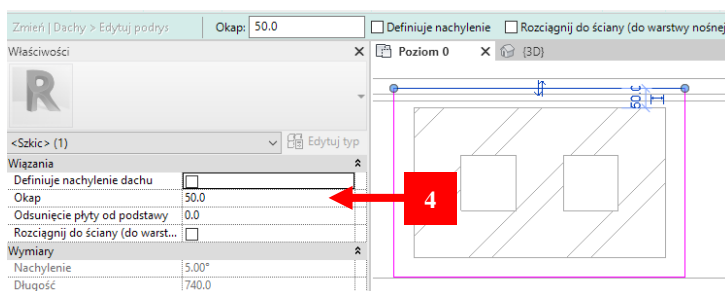 Zmień | Dachy > Edytuj podrys Okap: 50.0 Definiuje nachylenie Rozciągnij do ściany (do warstwy nośnej
Właściwości X Poziom 0 X {3D}
R
<Szkic> (1) Edytuj typ
Wiązania
Definiuje nachylenie dachu
Okap 50.0
Odsunięcie płyty od podstawy 0.0
Rozciągnij do ściany (do warst...
Wymiary
Nachylenie 5.00°
Długość 740.0
4
50.0